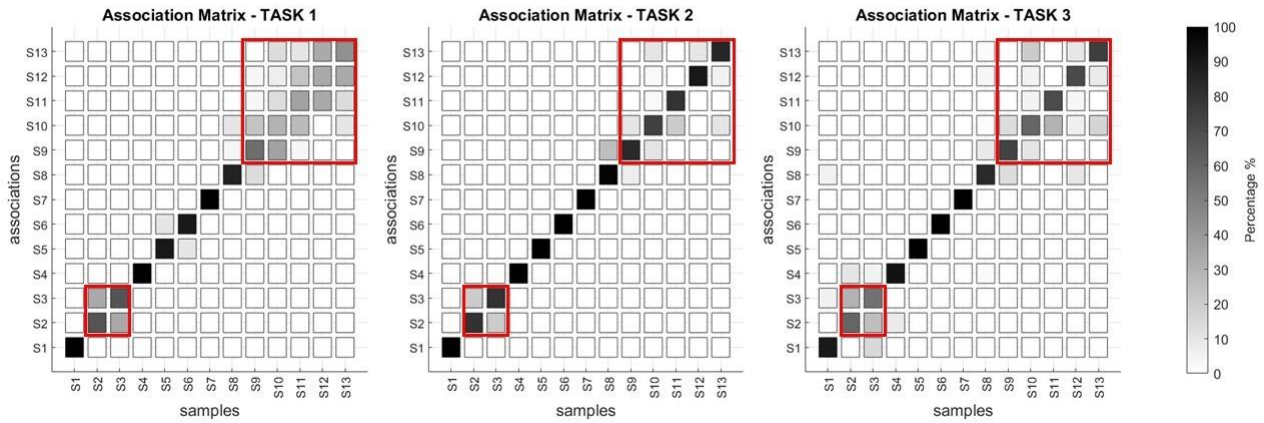 Association Matrix - TASK 1
associations
S13
S12
S11
S10
S9
S8
S7
S6
S5
S4
S3
S2
S1
S1 S2 S3 S4 S5 S6 S7 S8 S9 S10 S11 S12 S13
samples
Association Matrix - TASK 2
associations
S13
S12
S11
S10
S9
S8
S7
S6
S5
S4
S3
S2
S1
S1 S2 S3 S4 S5 S6 S7 S8 S9 S10 S11 S12 S13
samples
Association Matrix - TASK 3
associations
S13
S12
S11
S10
S9
S8
S7
S6
S5
S4
S3
S2
S1
S1 S2 S3 S4 S5 S6 S7 S8 S9 S10 S11 S12 S13
samples
100
90
80
70
60
50
40
30
20
10
0
Percentage %